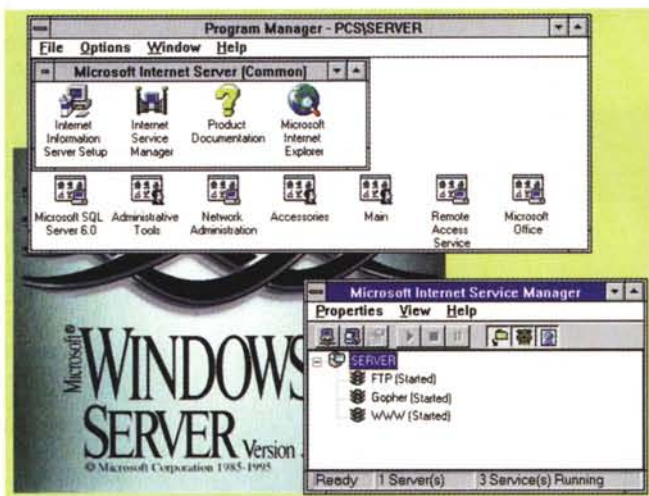 Program Manager - PCS\SERVER
File Options Window Help
Microsoft Internet Server (Common)
Internet Information Server Setup
Internet Service Manager
Product Documentation
Microsoft Internet Explorer
Microsoft SQL Server 6.0
Administrative Tools
Network Administration
Accessories
Main
Remote Access Service
Microsoft Office
Microsoft Internet Service Manager
Properties View Help
SERVER
FTP (Started)
Gopher (Started)
WWW (Started)
Ready 1 Server(s) 3 Service(s) Running
Microsoft®
WINDOWS
SERVER Version
© Microsoft Corporation 1985-1995